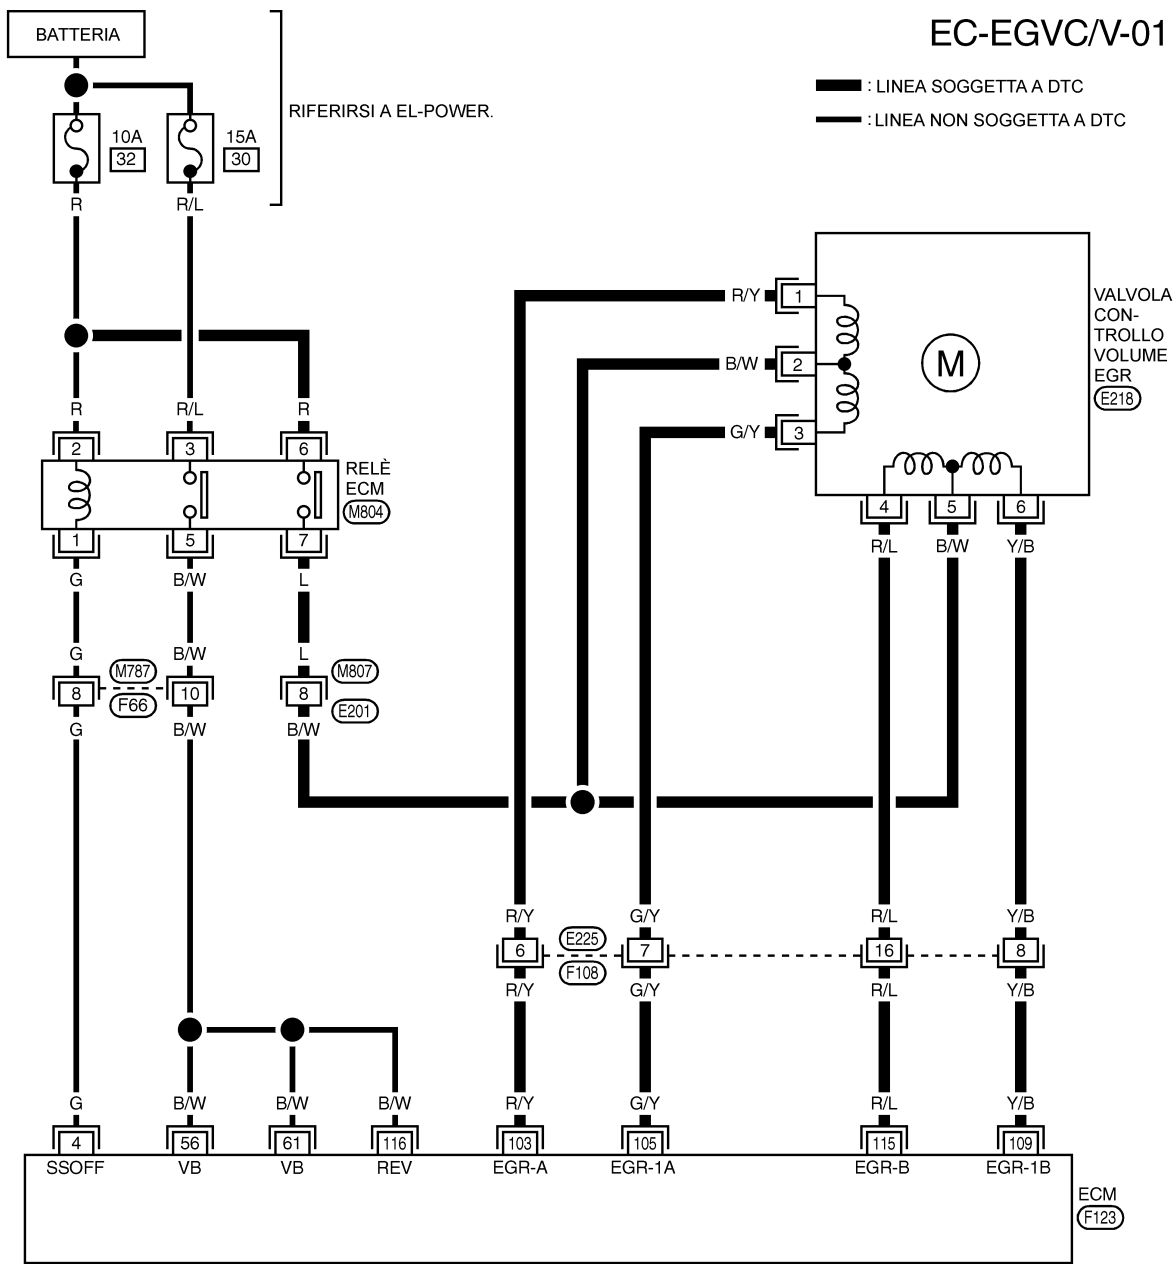 BATTERIA
EC-EGVC/V-01
: LINEA SOGGETTA A DTC
: LINEA NON SOGGETTA A DTC
RIFERIRSI A EL-POWER.
10A
32
15A
30
R
R/L
R/Y
1
B/W
2
G/Y
3
M
VALVOLA
CON-
TROLLO
VOLUME
EGR
E218
R
R/L
R
2
3
6
RELÈ
ECM
M804
1
5
7
4
5
6
R/L
B/W
Y/B
G
B/W
L
G
B/W
L
M787
M807
8
10
8
F66
E201
G
B/W
B/W
R/Y
G/Y
R/L
Y/B
6
E225
7
16
8
F108
R/Y
G/Y
R/L
Y/B
G
B/W
B/W
B/W
R/Y
G/Y
R/L
Y/B
4
56
61
116
103
105
115
109
SSOFF
VB
VB
REV
EGR-A
EGR-1A
EGR-B
EGR-1B
ECM
F123